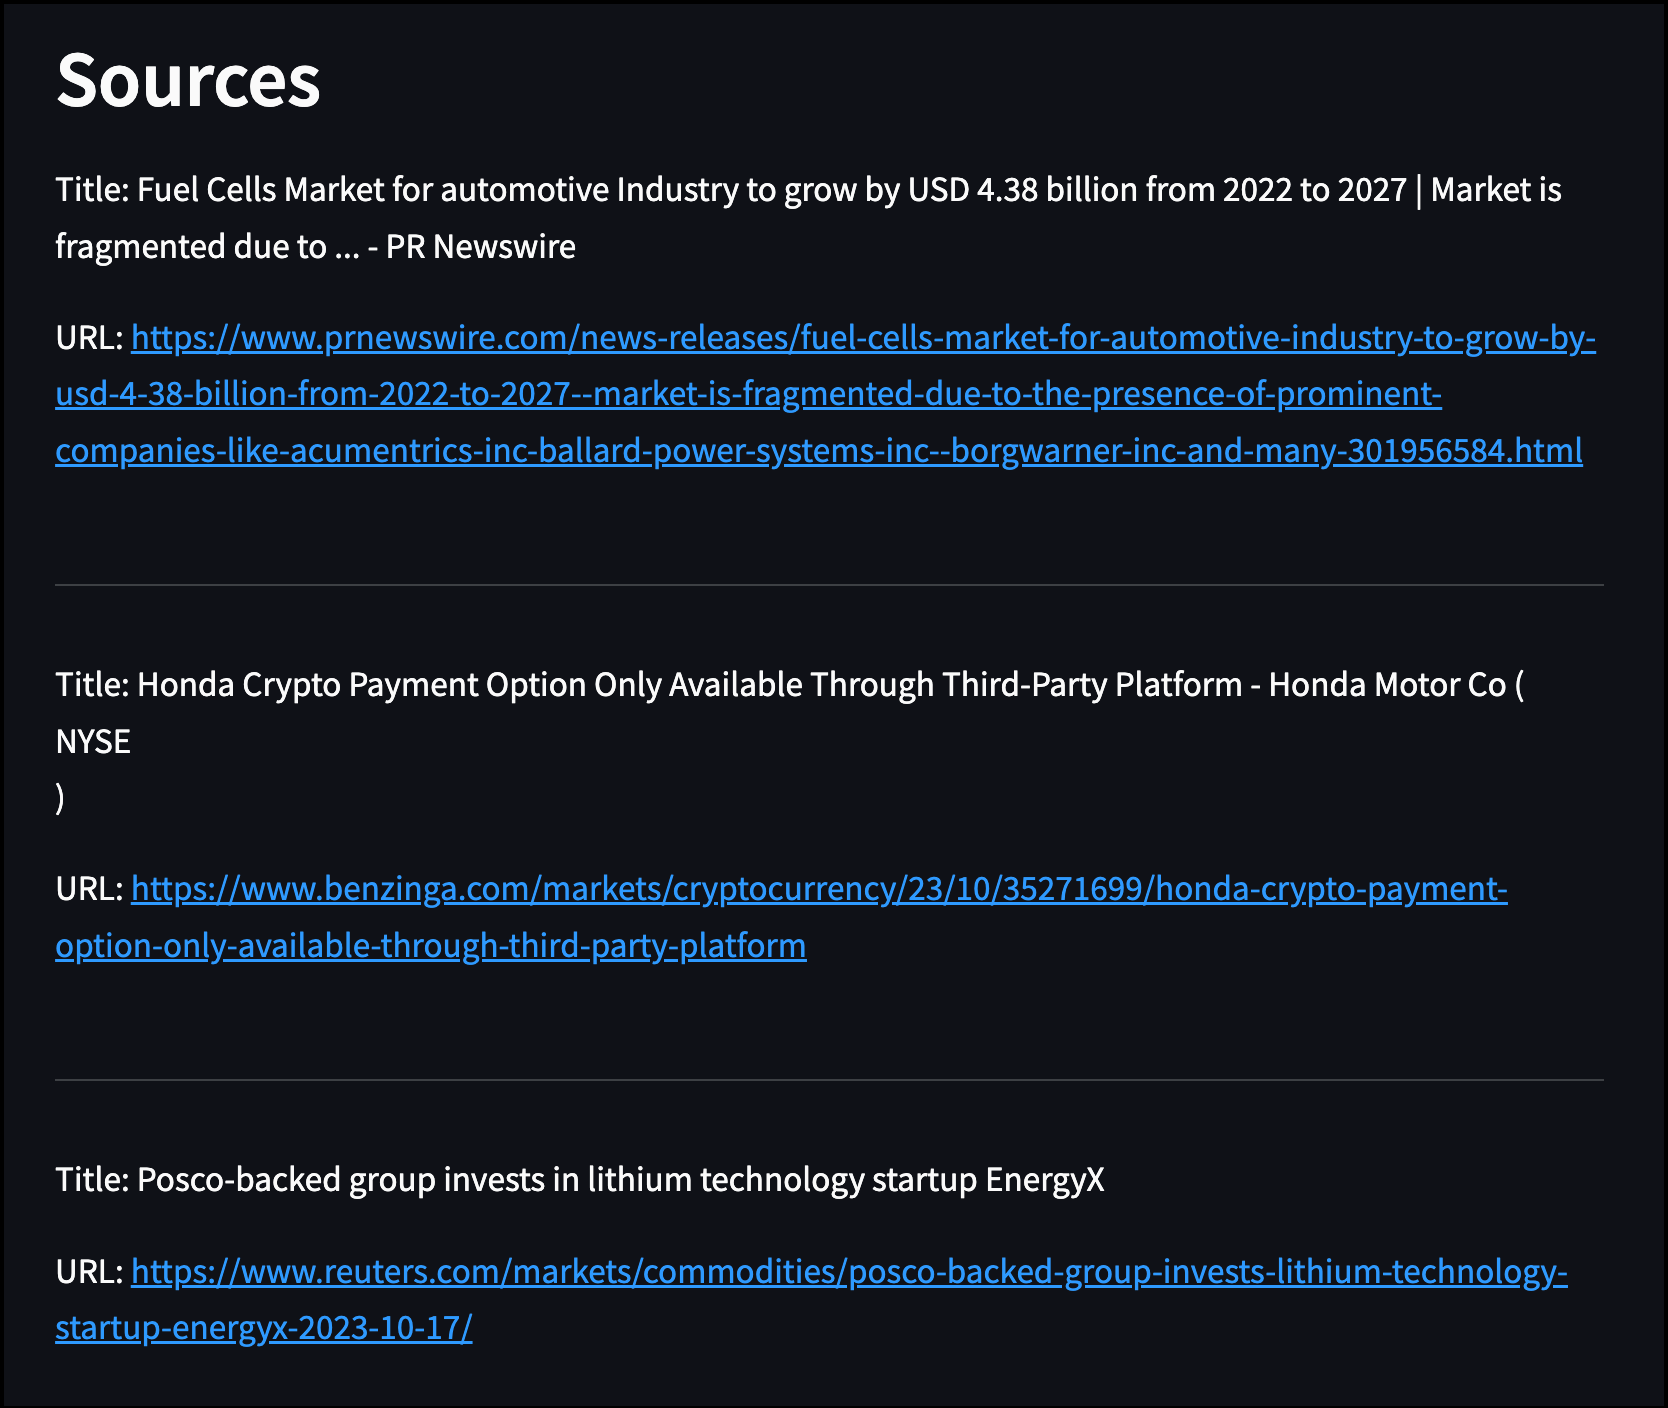 Sources
Title: Fuel Cells Market for automotive Industry to grow by USD 4.38 billion from 2022 to 2027 | Market is
fragmented due to ... - PR Newswire
URL: https://www.prnewswire.com/news-releases/fuel-cells-market-for-automotive-industry-to-grow-by-
usd-4-38-billion-from-2022-to-2027--market-is-fragmented-due-to-the-presence-of-prominent-
companies-like-acumentrics-inc-ballard-power-systems-inc--borgwarner-inc-and-many-301956584.html
Title: Honda Crypto Payment Option Only Available Through Third-Party Platform - Honda Motor Co (
NYSE
)
URL: https://www.benzinga.com/markets/cryptocurrency/23/10/35271699/honda-crypto-payment-
option-only-available-through-third-party-platform
Title: Posco-backed group invests in lithium technology startup EnergyX
URL: https://www.reuters.com/markets/commodities/posco-backed-group-invests-lithium-technology-
startup-energyx-2023-10-17/